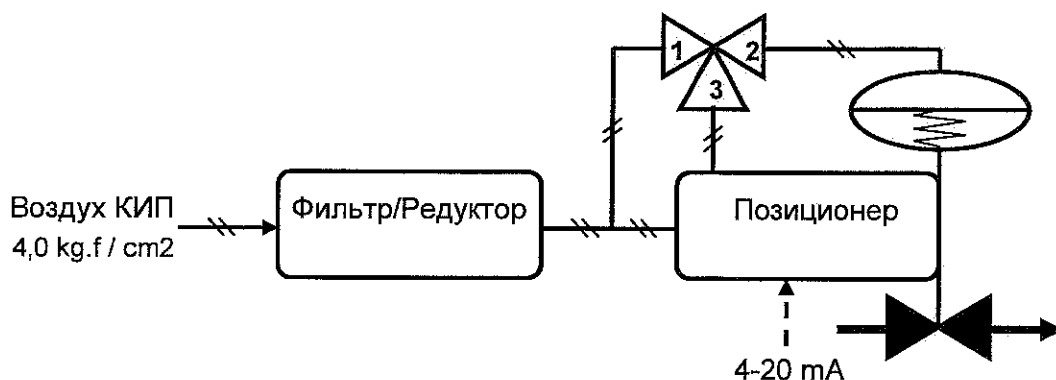 1 2
3
Воздух КИП
4,0 kg.f / cm2
Фильтр/Редуктор
Позиционер
4-20 mA